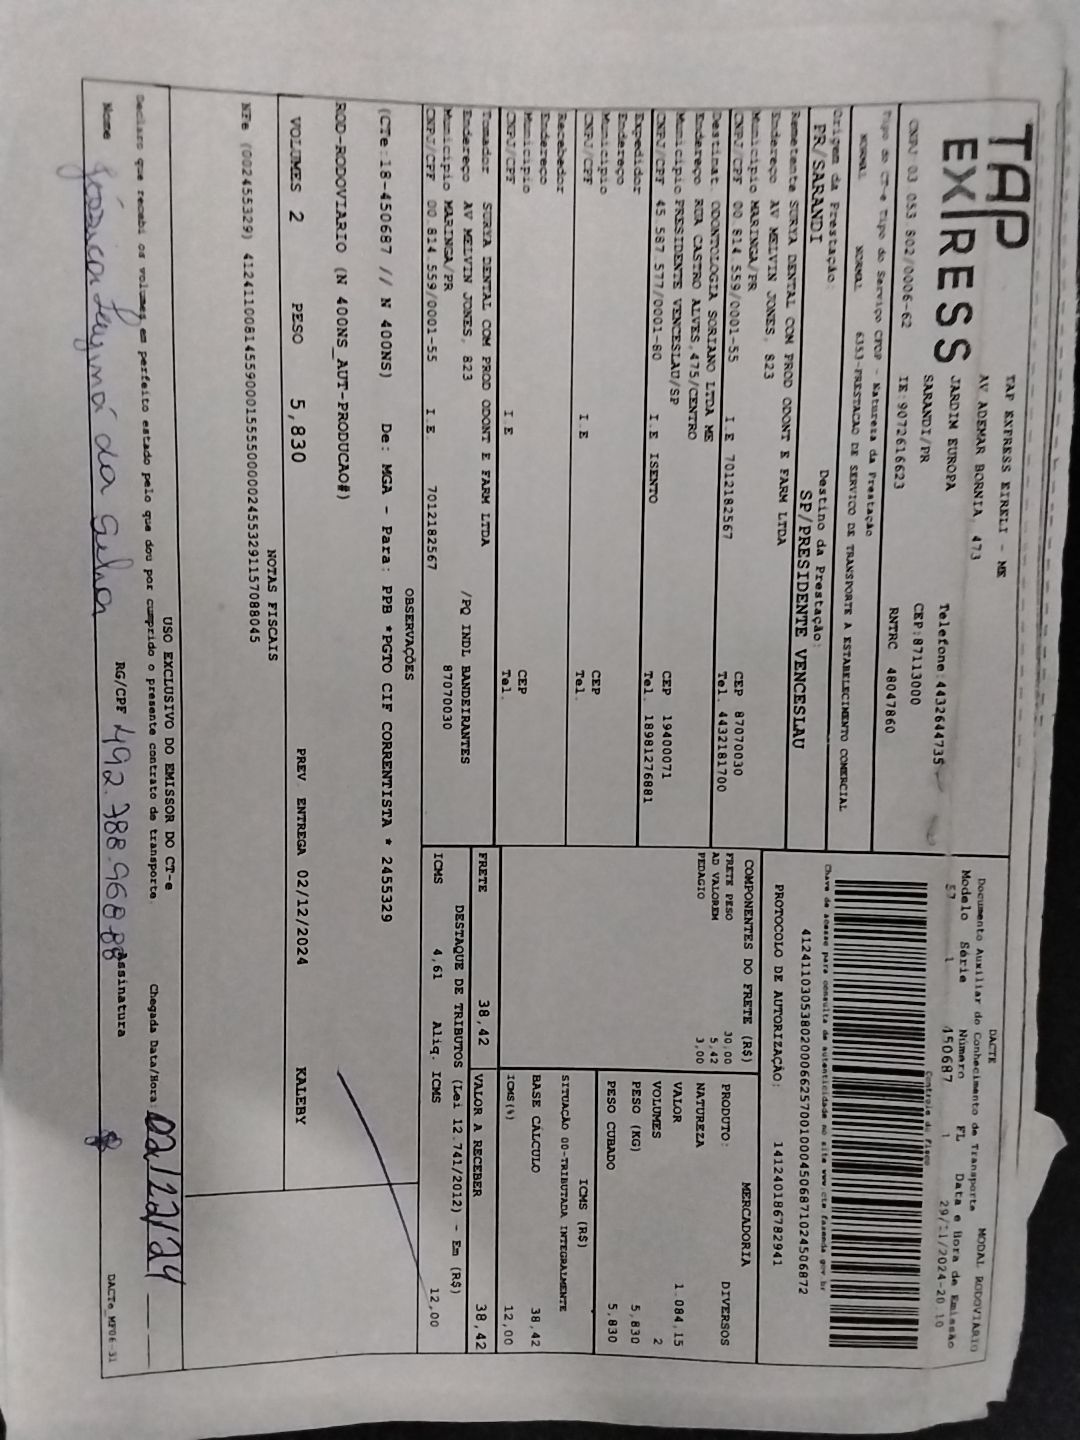 TAP
EXPRESS
TAP EXPRESS EIRELI - ME
AV ADEMAR BORNIA, 473
JARDIM EUROPA
SARANDI/PR
Telefone:4432644735
CEP:87113000
CNPJ 03 053 802/0006-62 IE:9072616623 RNTRC 48047860
Tipo do CT-e Tipo do Serviço CFOP - Natureza da Prestação
NORMAL NORMAL 6353-PRESTACAO DE SERVICO DE TRANSPORTE A ESTABELECIMENTO COMERCIAL
Origem da Prestação: Destino da Prestação:
PR/SARANDI SP/PRESIDENTE VENCESLAU
DACTE MODAL RODOVIARIO
Documento Auxiliar do Conhecimento de Transporte
Modelo Série Número FL Data e Hora de Emissão
57 1 450687 1 29/11/2024-20:10
Controle do Fisco
41241103053802000662570010004506871024506872
Chave de acesso para consulta de autenticidade no site www cte fazenda gov br
PROTOCOLO DE AUTORIZAÇÃO: 141240186782941
Remetente SURYA DENTAL COM PROD ODONT E FARM LTDA
Endereço AV MELVIN JONES, 823
Municipio MARINGA/PR CEP 87070030
CNPJ/CPF 00.814.559/0001-55 I.E 7012182567 Tel. 4432181700
Destinat. ODONTOLOGIA SORIANO LTDA ME
Endereço RUA CASTRO ALVES,475/CENTRO
Municipio PRESIDENTE VENCESLAU/SP CEP 19400071
CNPJ/CPF 45.587.577/0001-80 I.E ISENTO Tel. 18981276881
Expedidor
Endereço
Municipio CEP
CNPJ/CPF I.E Tel.
Recebedor
Endereço
Municipio CEP
CNPJ/CPF I.E Tel.
Tomador SURYA DENTAL COM PROD ODONT E FARM LTDA
Endereço AV MELVIN JONES, 823 /PQ INDL BANDEIRANTES
Municipio MARINGA/PR 87070030
CNPJ/CPF 00.814.559/0001-55 I.E. 7012182567
COMPONENTES DO FRETE (R$)
FRETE PESO 30,00
AD VALOREM 5,42
PEDAGIO 3,00
MERCADORIA
PRODUTO: DIVERSOS
NATUREZA
VALOR 1.084,15
VOLUMES 2
PESO (KG) 5,830
PESO CUBADO 5,830
ICMS (R$)
SITUAÇÃO 00-TRIBUTADA INTEGRALMENTE
BASE CÁLCULO 38,42
ICMS(%) 12,00
FRETE 38,42 VALOR A RECEBER 38,42
DESTAQUE DE TRIBUTOS (Lei 12.741/2012) - Em (R$)
ICMS 4,61 Aliq. ICMS 12,00
OBSERVAÇÕES
(CTe:18-450687 // N 400NS) De: MGA - Para: PPB *PGTO CIF CORRENTISTA * 2455329
ROD-RODOVIARIO (N 400NS_AUT-PRODUCAO#)
VOLUMES 2 PESO 5,830 PREV. ENTREGA 02/12/2024 KALEBY
NOTAS FISCAIS
NFe (002455329) 41241100814559000155550000024553291157088045
USO EXCLUSIVO DO EMISSOR DO CT-e
Declaro que recebi os volumes em perfeito estado pelo que dou por cumprido o presente contrato de transporte. Chegada Data/Hora 02/12/24
Nome da Silva RG/CPF 492.788.968-88 Assinatura
DACTe_MF06-31